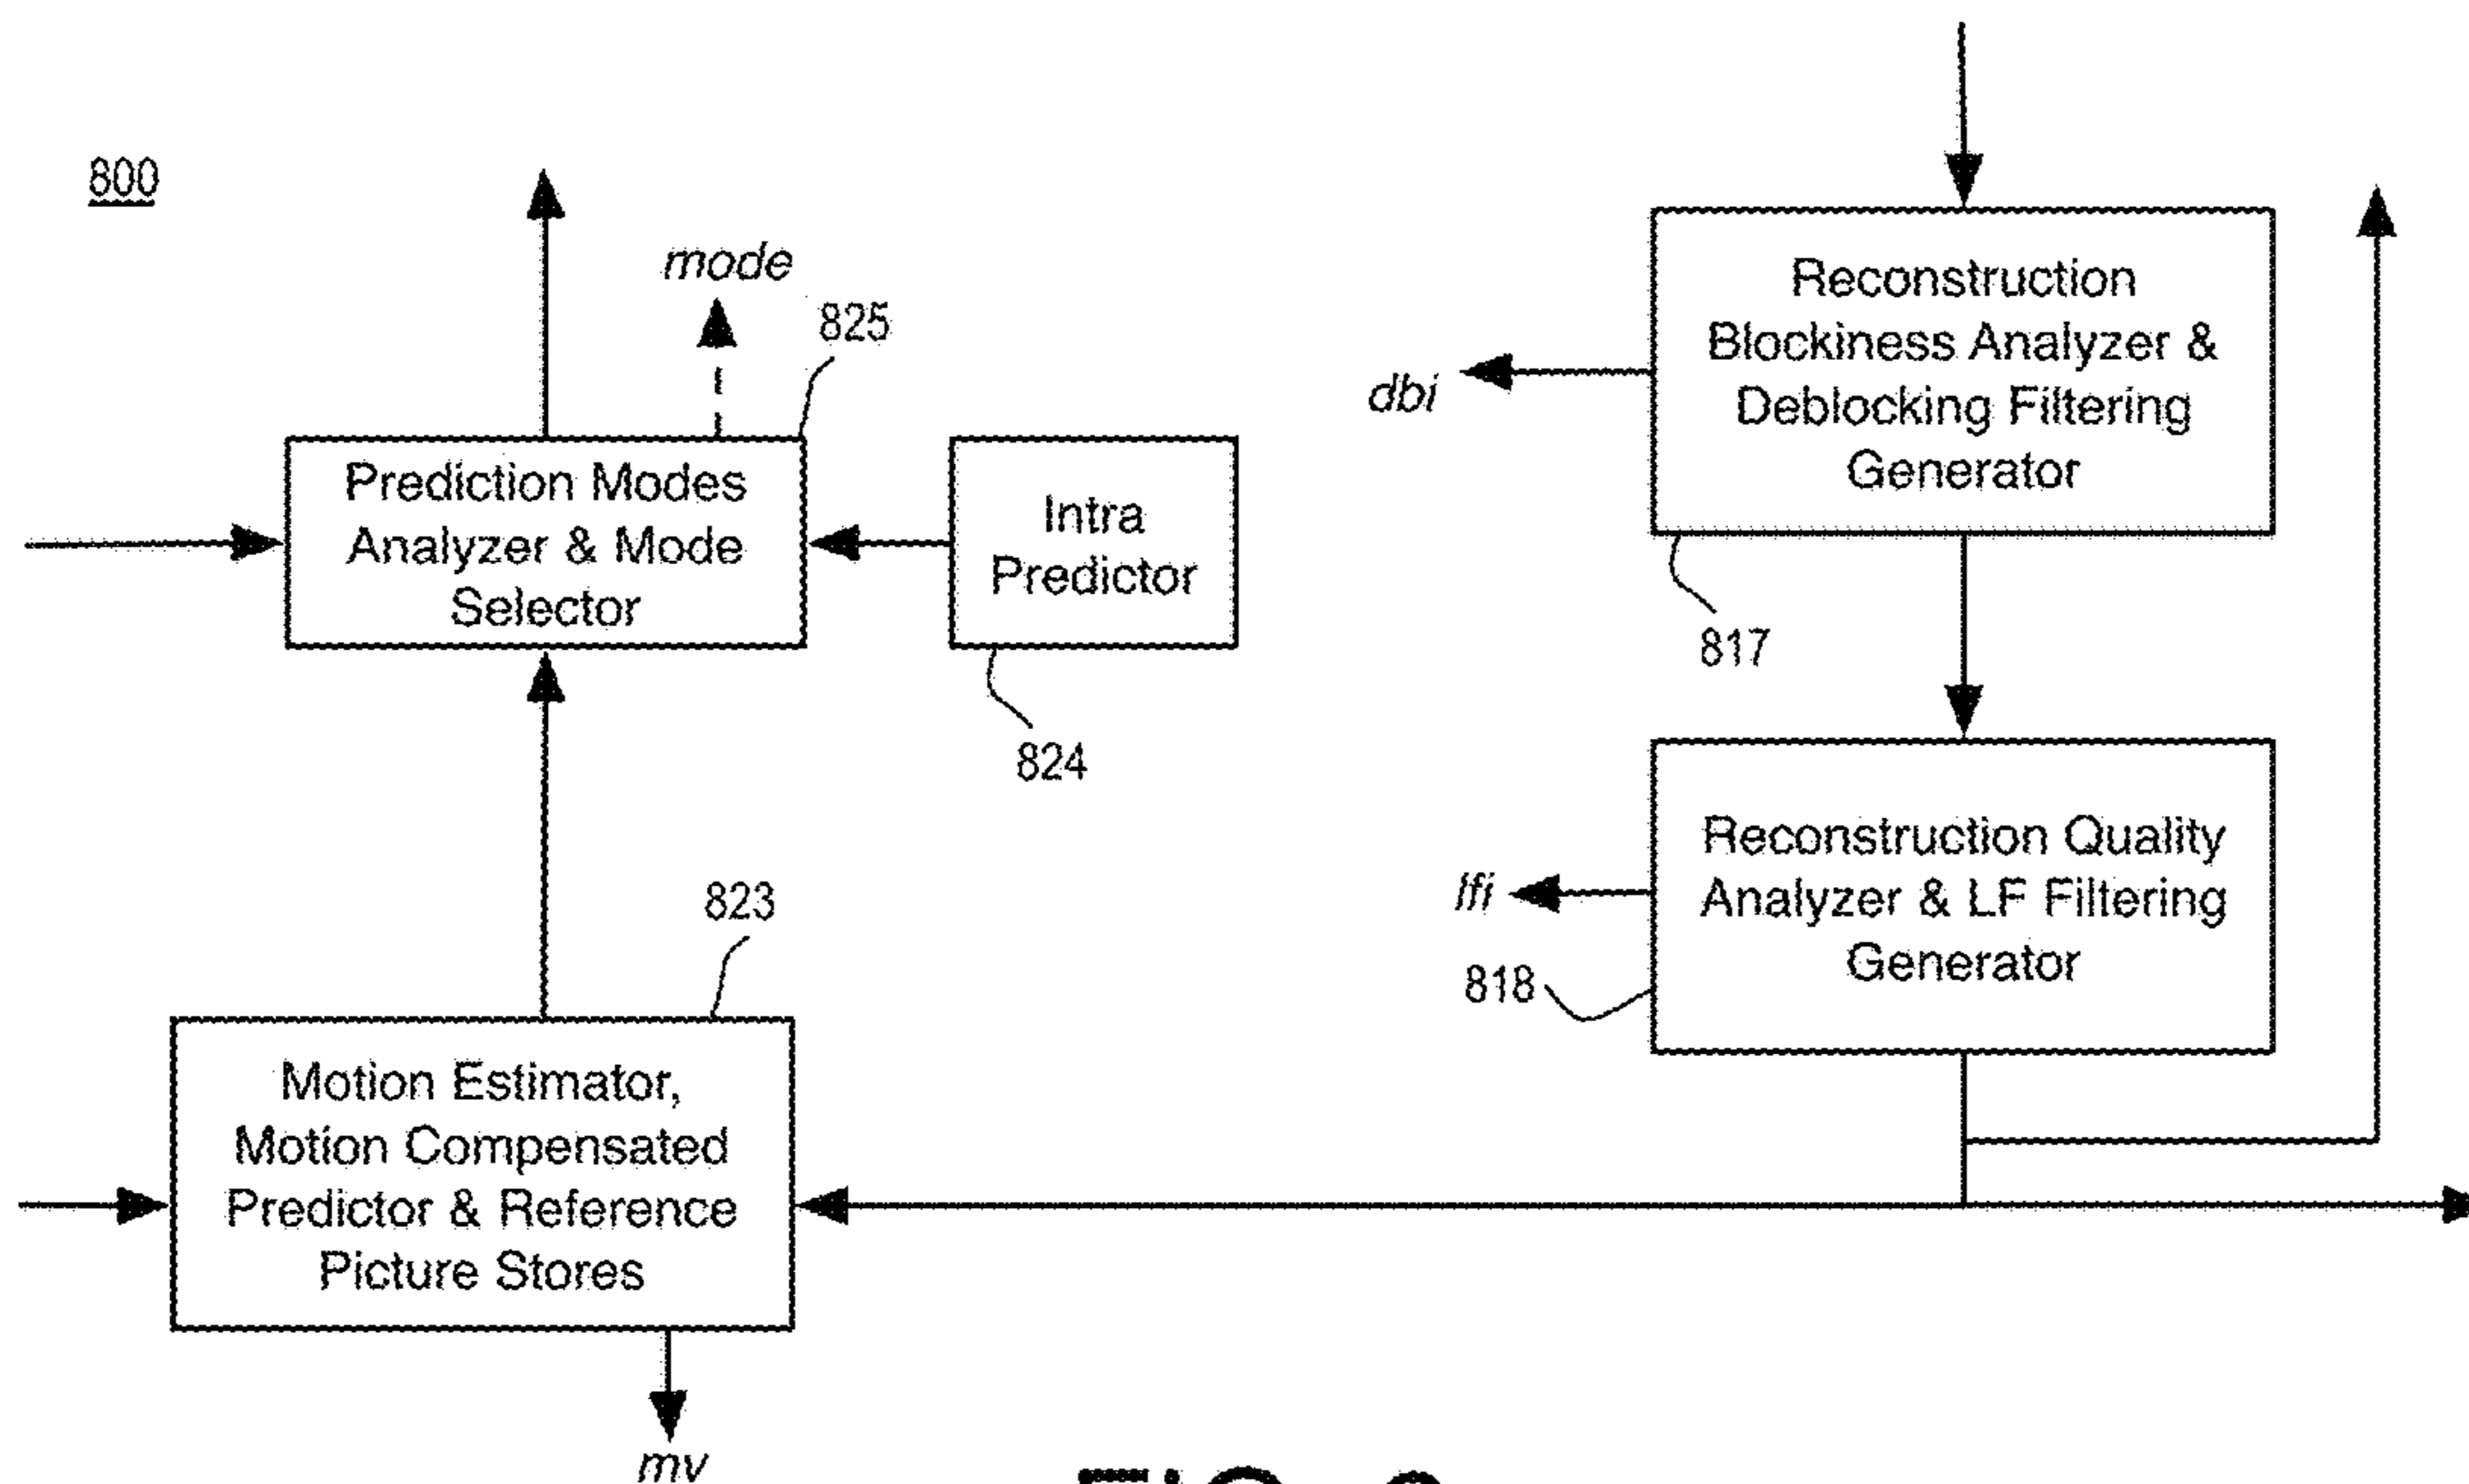 800
mode
825
Prediction Modes
Analyzer & Mode
Selector
Intra
Predictor
824
823
Motion Estimator,
Motion Compensated
Predictor & Reference
Picture Stores
mv
Reconstruction
Blockiness Analyzer &
Deblocking Filtering
Generator
dbi
817
Reconstruction Quality
Analyzer & LF Filtering
Generator
lfi
818